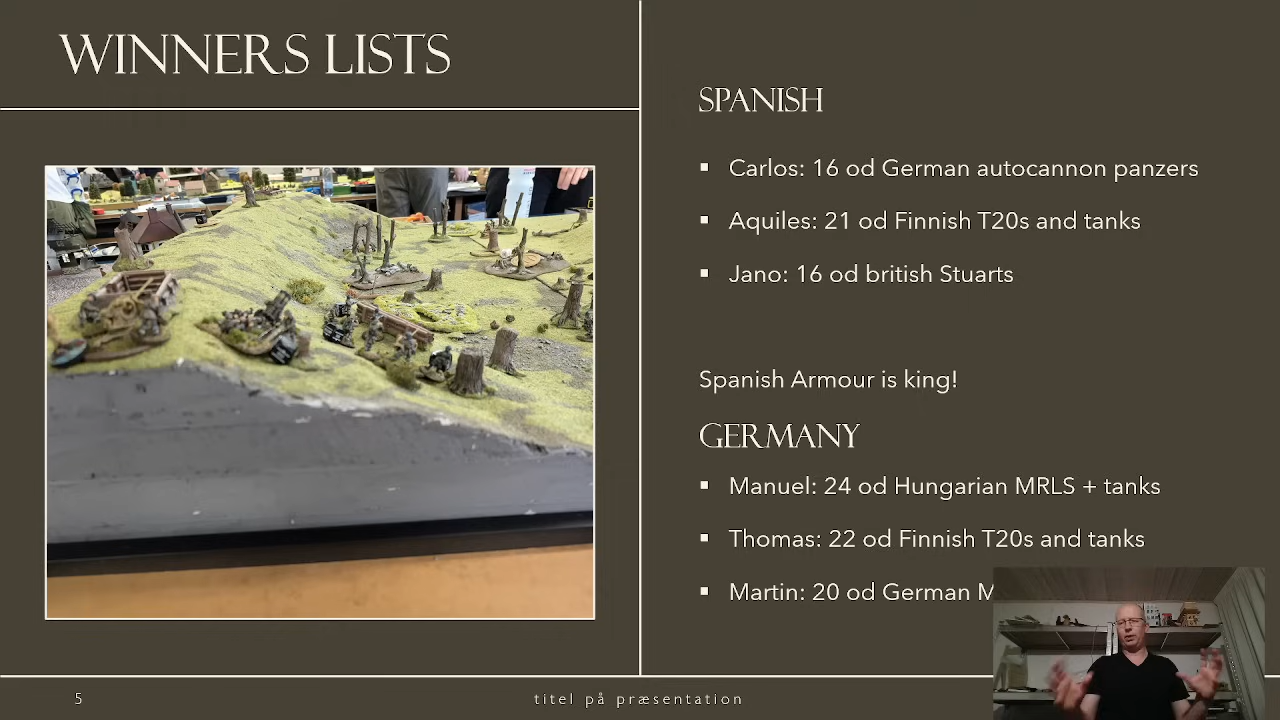 WINNERS LISTS
SPANISH
▪ Carlos: 16 od German autocannon panzers
▪ Aquiles: 21 od Finnish T20s and tanks
▪ Jano: 16 od british Stuarts
Spanish Armour is king!
GERMANY
▪ Manuel: 24 od Hungarian MRLS + tanks
▪ Thomas: 22 od Finnish T20s and tanks
▪ Martin: 20 od German
5
titel på præsentation